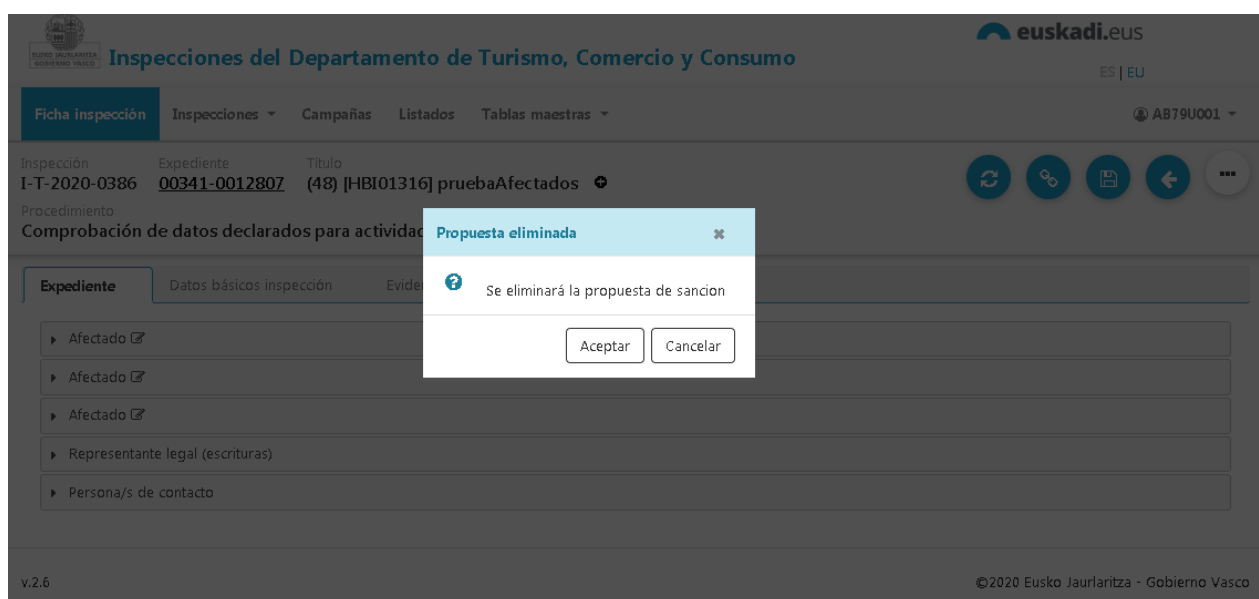 euskadi.eus
EUSKO JAURLARITZA
GOBIERNO VASCO
Inspecciones del Departamento de Turismo, Comercio y Consumo
ES | EU
Ficha inspección Inspecciones Campañas Listados Tablas maestras AB79U001
Inspección Expediente Título
I-T-2020-0386 00341-0012807 (48) [HBI01316] pruebaAfectados
Procedimiento
Comprobación de datos declarados para activida
Propuesta eliminada
Se eliminará la propuesta de sancion
Aceptar Cancelar
Expediente Datos básicos inspección Eviden
Afectado
Afectado
Afectado
Representante legal (escrituras)
Persona/s de contacto
v.2.6 ©2020 Eusko Jaurlaritza - Gobierno Vasco